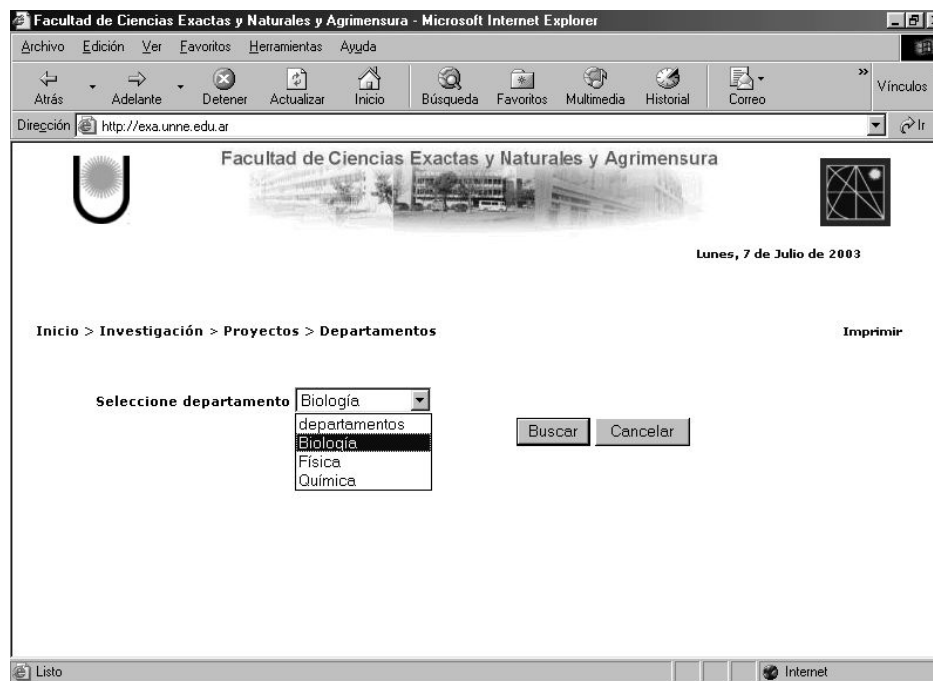 Facultad de Ciencias Exactas y Naturales y Agrimensura - Microsoft Internet Explorer
Archivo Edición Ver Favoritos Herramientas Ayuda
Atrás Adelante Detener Actualizar Inicio Búsqueda Favoritos Multimedia Historial Correo » Vínculos
Dirección http://exa.unne.edu.ar Ir
Facultad de Ciencias Exactas y Naturales y Agrimensura
Lunes, 7 de Julio de 2003
Inicio > Investigación > Proyectos > Departamentos Imprimir
Seleccione departamento Biología
departamentos
Biología
Física
Química
Buscar Cancelar
Listo Internet